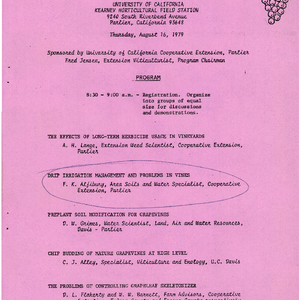 UNIVERSITY OF CALIFORNIA
KEARNEY HORTICULTURAL FIELD STATION
9240 South Riverbend Avenue
Parlier, California 93648
Thursday, August 16, 1979
Sponsored by University of California Cooperative Extension, Parlier
Fred Jensen, Extension Viticulturist, Program Chairman
PROGRAM
8:30 - 9:00 a.m. - Registration. Organize
into groups of equal
size for discussions
and demonstrations.
THE EFFECTS OF LONG-TERM HERBICIDE USAGE IN VINEYARDS
A. H. Lange, Extension Weed Scientist, Cooperative Extension,
Parlier
DRIP IRRIGATION MANAGEMENT AND PROBLEMS IN VINES
F. K. Aljibury, Area Soils and Water Specialist, Cooperative
Extension, Parlier
PREPLANT SOIL MODIFICATION FOR GRAPEVINES
D. W. Grimes, Water Scientist, Land, Air and Water Resources,
Davis - Parlier
CHIP BUDDING OF MATURE GRAPEVINES AT HIGH LEVEL
C. J. Alley, Specialist, Viticulture and Enology, U.C. Davis
THE PROBLEMS OF CONTROLLING GRAPELEAF SKELETONIZER
D. L. Flaherty and W. W. Barnett, Farm Advisors, Cooperative